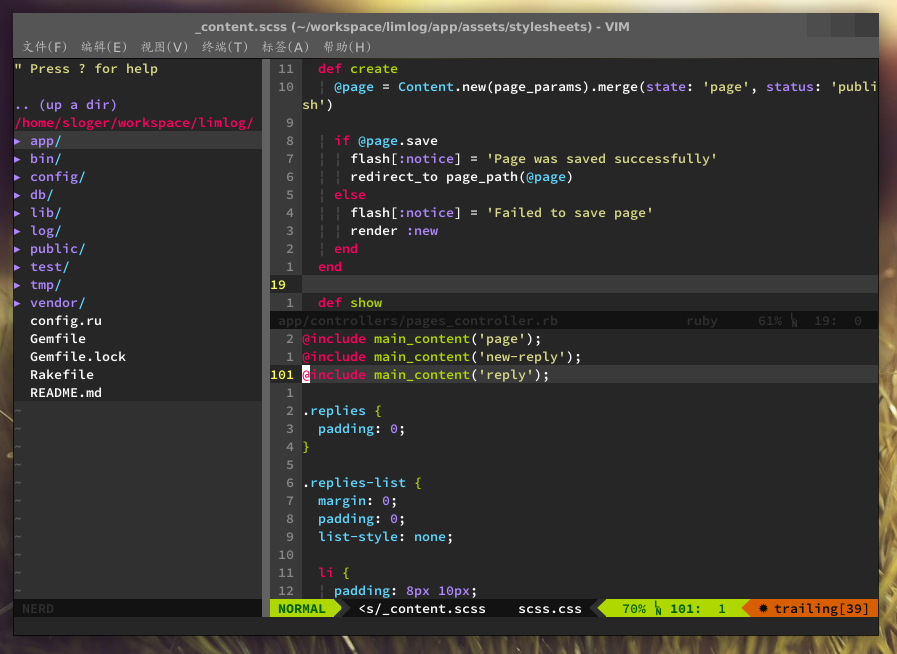 _content.scss (~/workspace/limlog/app/assets/stylesheets) - VIM
文件(F) 编辑(E) 视图(V) 终端(T) 标签(A) 帮助(H)
" Press ? for help
.. (up a dir)
/home/sloger/workspace/limlog/
▸ app/
▸ bin/
▸ config/
▸ db/
▸ lib/
▸ log/
▸ public/
▸ test/
▸ tmp/
▸ vendor/
config.ru
Gemfile
Gemfile.lock
Rakefile
README.md
~
~
~
~
~
~
~
~
~
~
~
NERD
11 def create
10 ¦ @page = Content.new(page_params).merge(state: 'page', status: 'publi
sh')
9
8 ¦ if @page.save
7 ¦ ¦ flash[:notice] = 'Page was saved successfully'
6 ¦ ¦ redirect_to page_path(@page)
5 ¦ else
4 ¦ ¦ flash[:notice] = 'Failed to save page'
3 ¦ ¦ render :new
2 ¦ end
1 end
19
1 def show
app/controllers/pages_controller.rb ruby 61% 19: 0
2 @include main_content('page');
1 @include main_content('new-reply');
101 @include main_content('reply');
1
2 .replies {
3 padding: 0;
4 }
5
6 .replies-list {
7 margin: 0;
8 padding: 0;
9 list-style: none;
10
11 li {
12 ¦ padding: 8px 10px;
NORMAL <s/_content.scss scss.css 70% 101: 1 ✹ trailing[39]